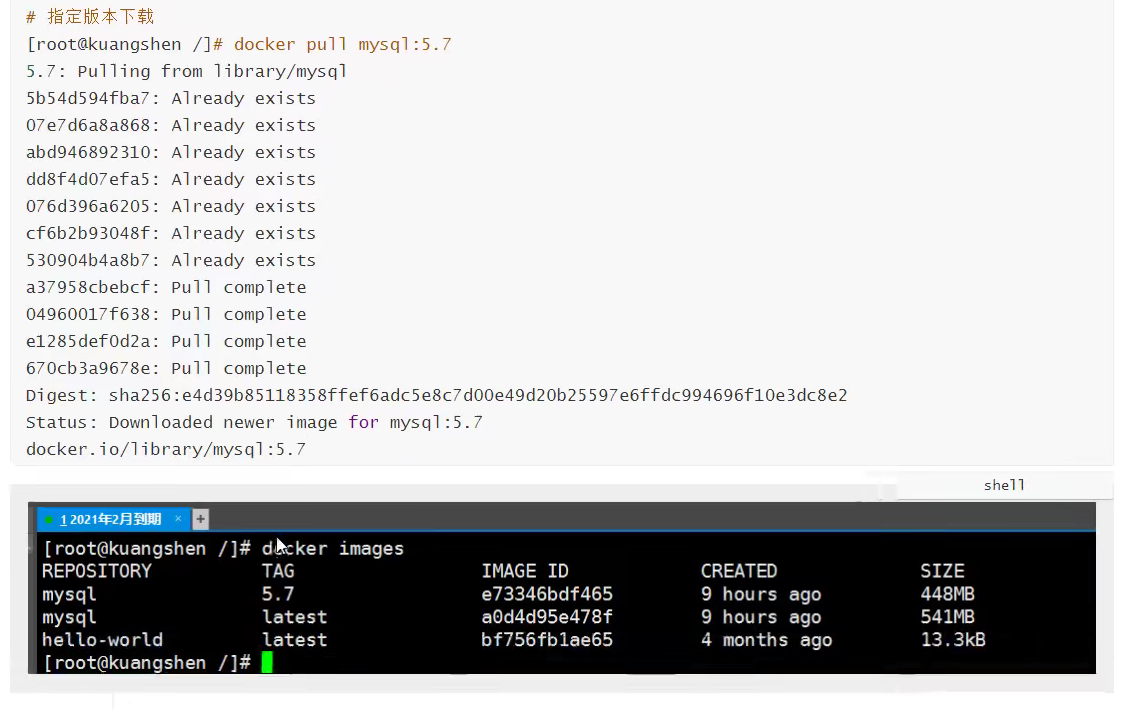 # 指定版本下载
[root@kuangshen /]# docker pull mysql:5.7
5.7: Pulling from library/mysql
5b54d594fba7: Already exists
07e7d6a8a868: Already exists
abd946892310: Already exists
dd8f4d07efa5: Already exists
076d396a6205: Already exists
cf6b2b93048f: Already exists
530904b4a8b7: Already exists
a37958cbebcf: Pull complete
04960017f638: Pull complete
e1285def0d2a: Pull complete
670cb3a9678e: Pull complete
Digest: sha256:e4d39b85118358ffef6adc5e8c7d00e49d20b25597e6ffdc994696f10e3dc8e2
Status: Downloaded newer image for mysql:5.7
docker.io/library/mysql:5.7
shell
1 2021年2月到期 × +
[root@kuangshen /]# docker images
REPOSITORY TAG IMAGE ID CREATED SIZE
mysql 5.7 e73346bdf465 9 hours ago 448MB
mysql latest a0d4d95e478f 9 hours ago 541MB
hello-world latest bf756fb1ae65 4 months ago 13.3kB
[root@kuangshen /]#